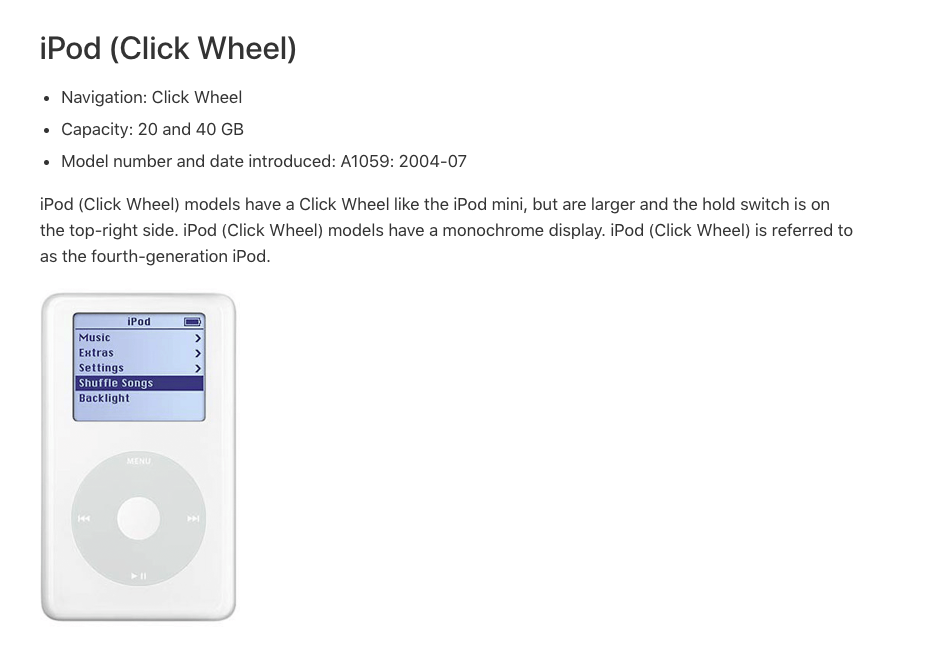 iPod (Click Wheel)
• Navigation: Click Wheel
• Capacity: 20 and 40 GB
• Model number and date introduced: A1059: 2004-07
iPod (Click Wheel) models have a Click Wheel like the iPod mini, but are larger and the hold switch is on
the top-right side. iPod (Click Wheel) models have a monochrome display. iPod (Click Wheel) is referred to
as the fourth-generation iPod.
iPod
Music
Extras
Settings
Shuffle Songs
Backlight
MENU